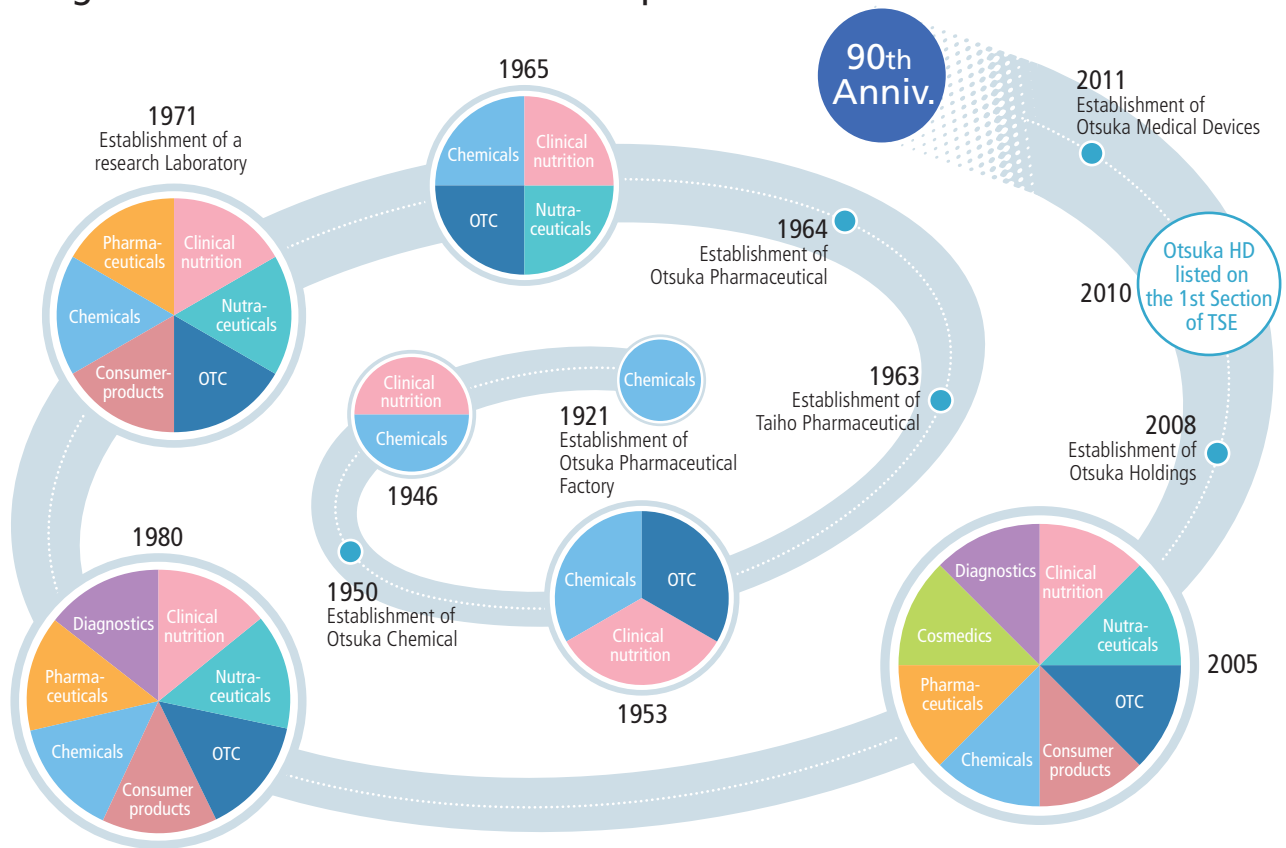 90th
Anniv.
2011
Establishment of
Otsuka Medical Devices
1965
Chemicals
Clinical
nutrition
OTC
Nutra-
ceuticals
1971
Establishment of a
research Laboratory
Pharma-
ceuticals
Clinical
nutrition
Chemicals
Nutra-
ceuticals
Consumer-
products
OTC
1964
Establishment of
Otsuka Pharmaceutical
2010
Otsuka HD
listed on
the 1st Section
of TSE
Clinical
nutrition
Chemicals
1946
Chemicals
1921
Establishment of
Otsuka Pharmaceutical
Factory
1963
Establishment of
Taiho Pharmaceutical
2008
Establishment of
Otsuka Holdings
1950
Establishment of
Otsuka Chemical
Chemicals
OTC
Clinical
nutrition
1953
1980
Diagnostics
Clinical
nutrition
Pharma-
ceuticals
Nutra-
ceuticals
Chemicals
OTC
Consumer
products
Diagnostics
Clinical
nutrition
Cosmedics
Nutra-
ceuticals
Pharma-
ceuticals
OTC
Chemicals
Consumer
products
2005